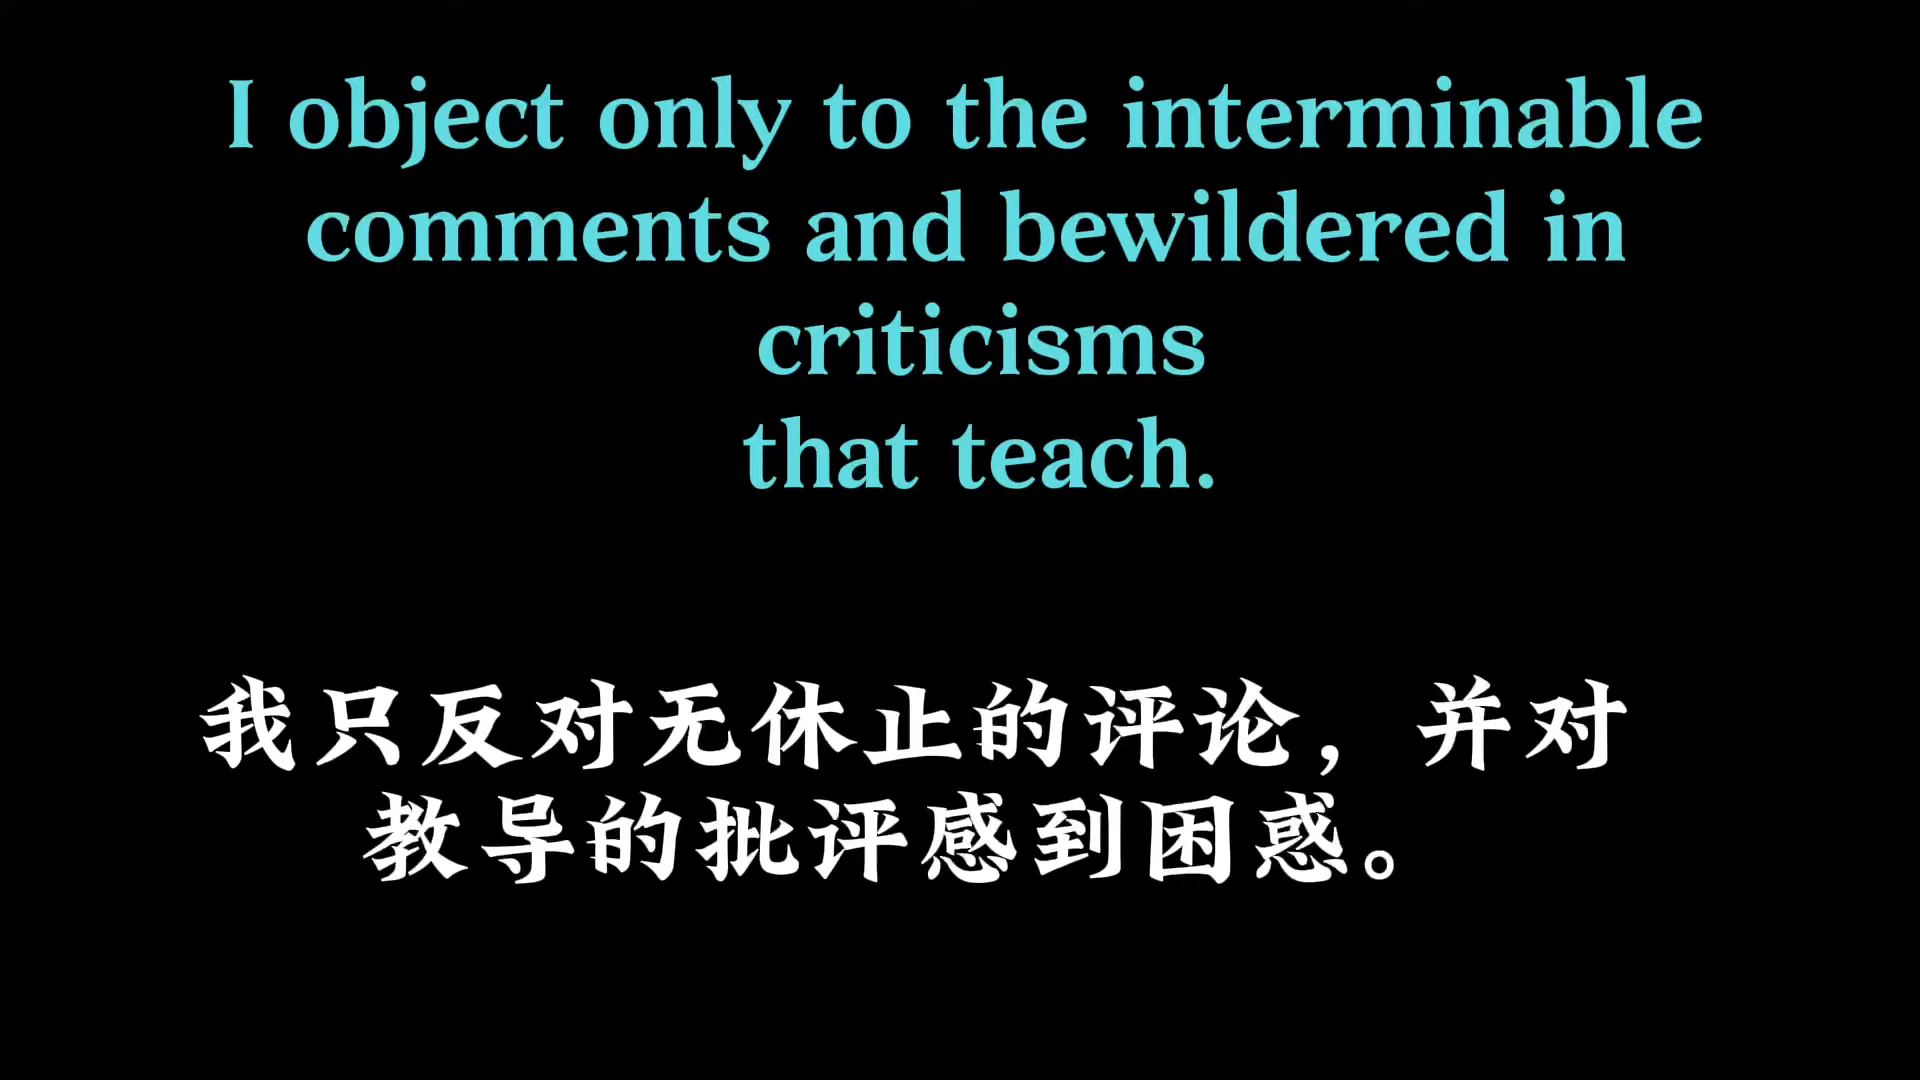 I object only to the interminable
comments and bewildered in
criticisms
that teach.
我只反对无休止的评论，并对
教导的批评感到困惑。